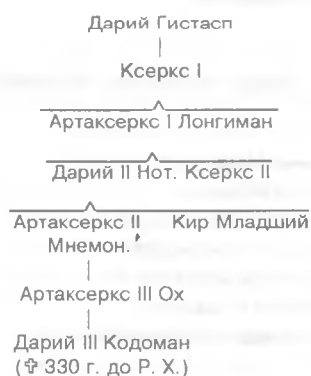 Дарий Гистасп
Ксеркс I
Артаксеркс I Лонгиман
Дарий II Нот. Ксеркс II
Артаксеркс II Кир Младший
Мнемон.
Артаксеркс III Ох
Дарий III Кодоман
(✞ 330 г. до Р. Х.)